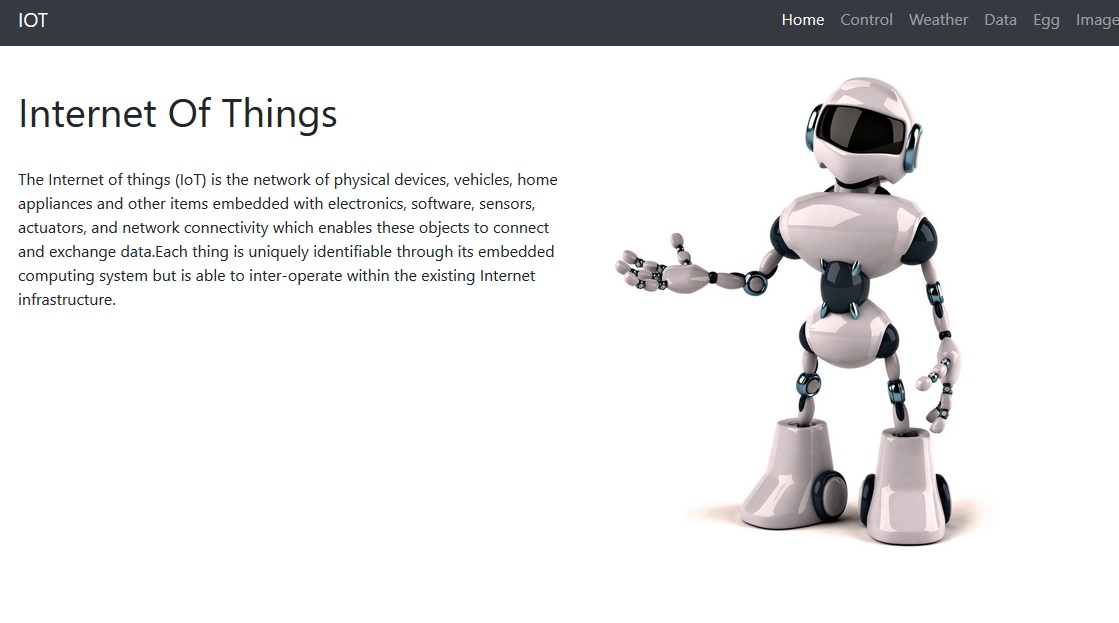 IOT Home Control Weather Data Egg Image
Internet Of Things
The Internet of things (IoT) is the network of physical devices, vehicles, home
appliances and other items embedded with electronics, software, sensors,
actuators, and network connectivity which enables these objects to connect
and exchange data.Each thing is uniquely identifiable through its embedded
computing system but is able to inter-operate within the existing Internet
infrastructure.